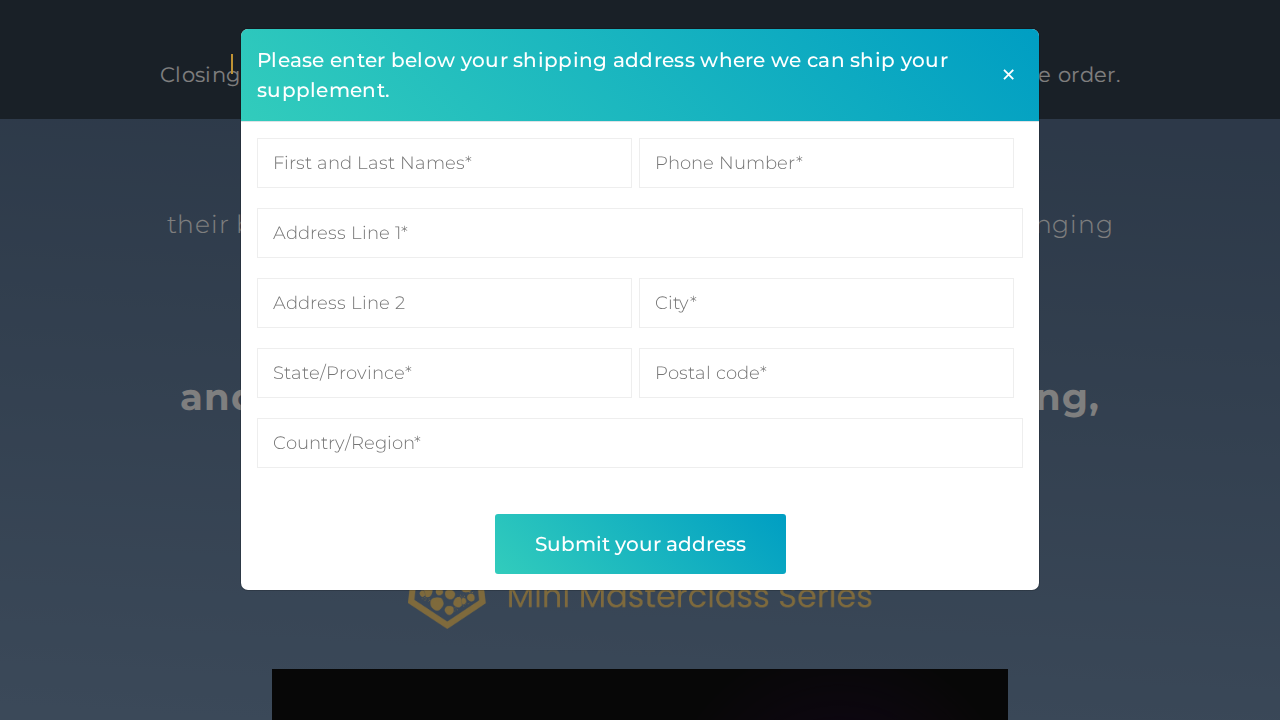 Closing
e order.
Please enter below your shipping address where we can ship your
supplement.
×
First and Last Names*
Phone Number*
Address Line 1*
their
nging
Address Line 2
City*
State/Province*
Postal code*
ng,
Country/Region*
Submit your address
Mini Masterclass Series